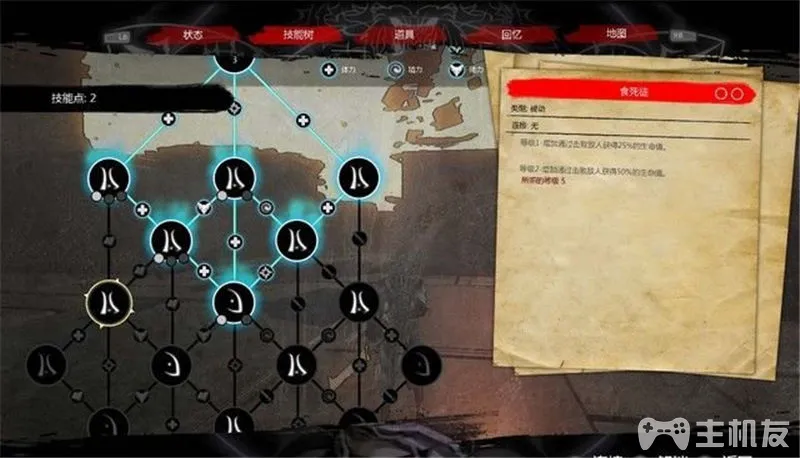 LB
状态
技能树
道具
回忆
地图
RB
3
体力
技能点: 2
食死徒
类型: 被动
连接: 无
等级1: 增加通过击败敌人获得25%的生命值。
等级2: 增加通过击败敌人获得50%的生命值。
所需的等级 5
主机友